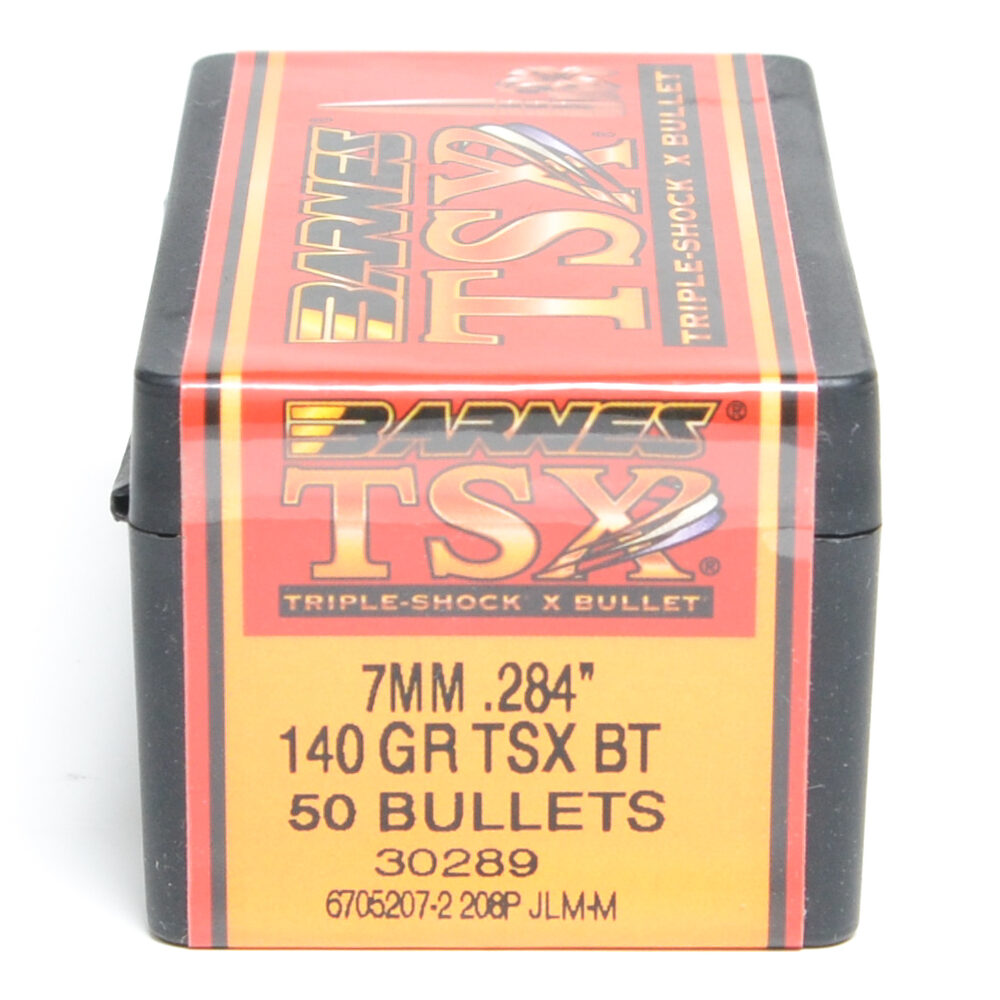 BARNES®
TSX®
TRIPLE-SHOCK X BULLET
BARNES®
TSX®
TRIPLE-SHOCK X BULLET
7MM .284"
140 GR TSX BT
50 BULLETS
30289
6705207-2 208P JLM-M